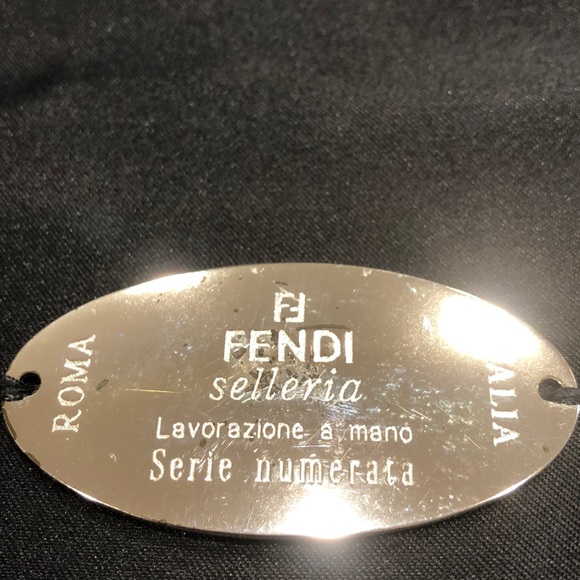 FENDI
selleria
Lavorazione a mano
Serie numerata
ROMA
ALIA